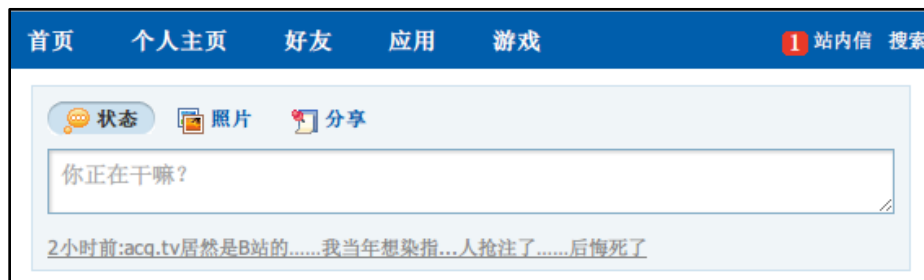 首页 个人主页 好友 应用 游戏 1 站内信 搜索
状态 照片 分享
你正在干嘛？
2小时前:acg.tv居然是B站的......我当年想染指...人抢注了......后悔死了